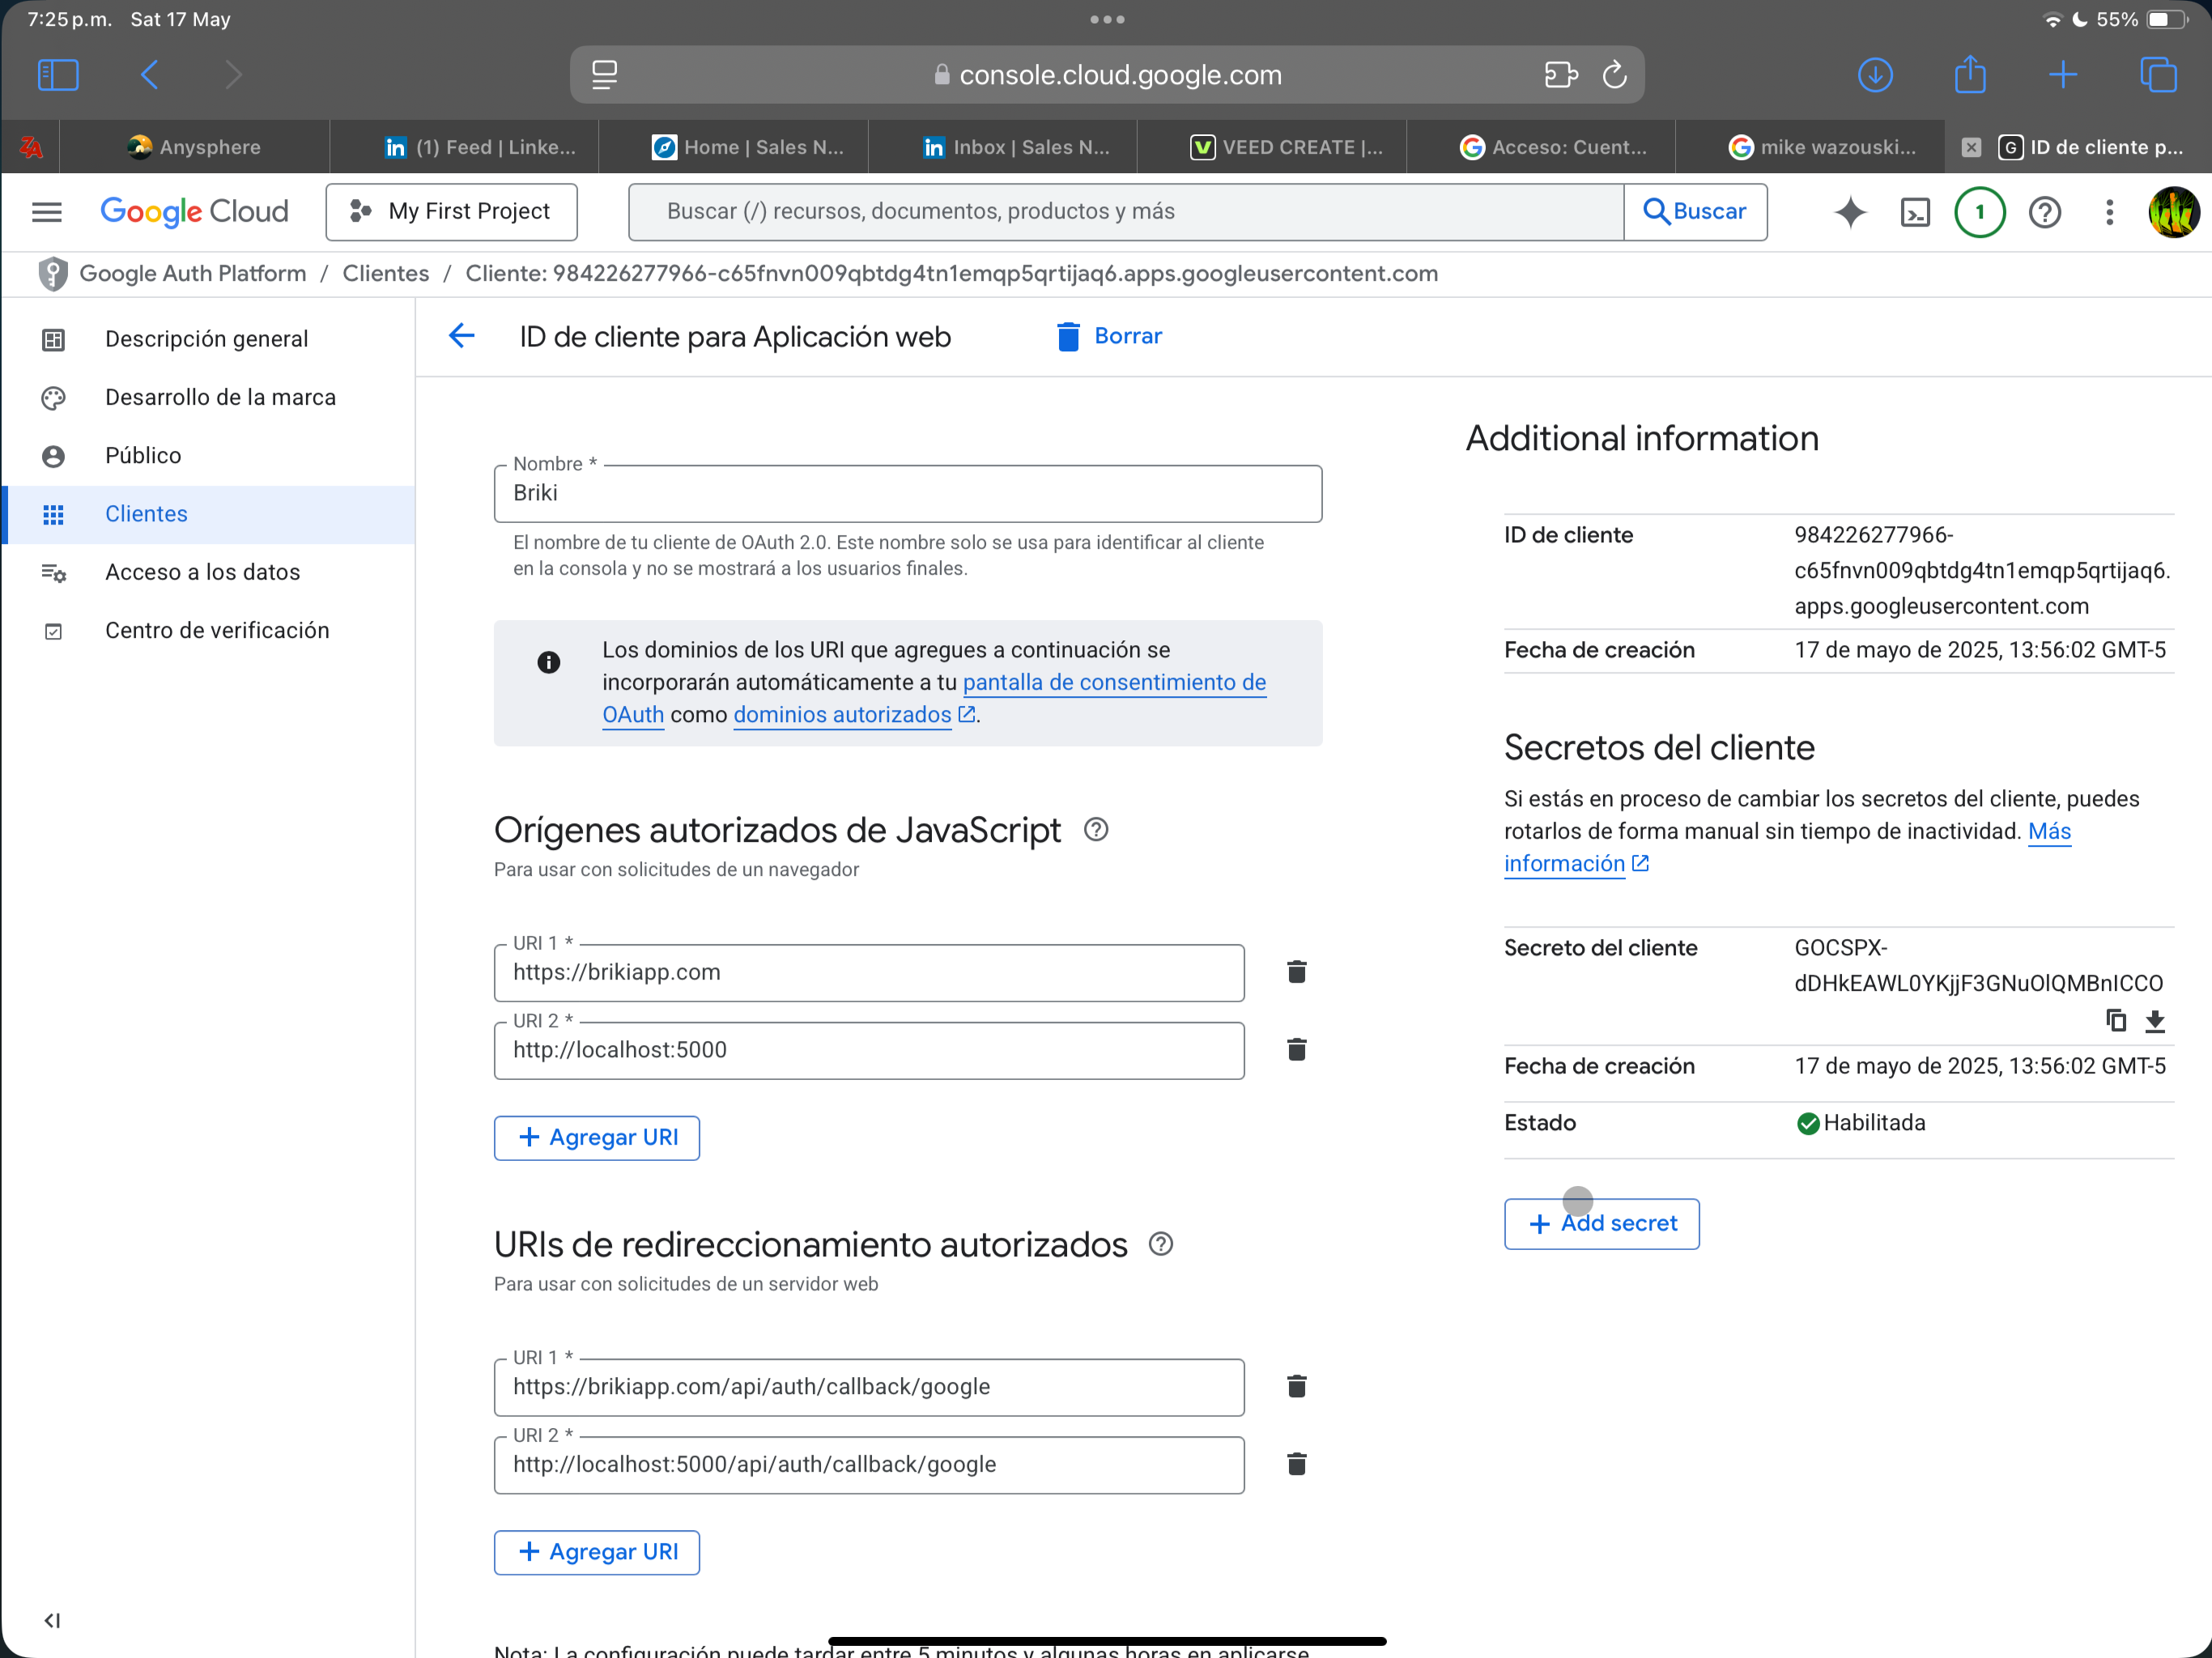 7:25 p.m. Sat 17 May
55%
console.cloud.google.com
Anysphere
(1) Feed | Linke...
Home | Sales N...
Inbox | Sales N...
VEED CREATE |...
Acceso: Cuent...
mike wazouski...
ID de cliente p...
Google Cloud
My First Project
Buscar (/) recursos, documentos, productos y más
Buscar
1
Google Auth Platform / Clientes / Cliente: 984226277966-c65fnvn009qbtdg4tn1emqp5qrtijaq6.apps.googleusercontent.com
Descripción general
Desarrollo de la marca
Público
Clientes
Acceso a los datos
Centro de verificación
ID de cliente para Aplicación web
Borrar
Nombre *
Briki
El nombre de tu cliente de OAuth 2.0. Este nombre solo se usa para identificar al cliente
en la consola y no se mostrará a los usuarios finales.
Los dominios de los URI que agregues a continuación se
incorporarán automáticamente a tu pantalla de consentimiento de
OAuth como dominios autorizados.
Orígenes autorizados de JavaScript
Para usar con solicitudes de un navegador
URI 1 *
https://brikiapp.com
URI 2 *
http://localhost:5000
+ Agregar URI
URIs de redireccionamiento autorizados
Para usar con solicitudes de un servidor web
URI 1 *
https://brikiapp.com/api/auth/callback/google
URI 2 *
http://localhost:5000/api/auth/callback/google
+ Agregar URI
Nota: La configuración puede tardar entre 5 minutos y algunas horas en aplicarse
Additional information
ID de cliente
984226277966-
c65fnvn009qbtdg4tn1emqp5qrtijaq6.
apps.googleusercontent.com
Fecha de creación
17 de mayo de 2025, 13:56:02 GMT-5
Secretos del cliente
Si estás en proceso de cambiar los secretos del cliente, puedes
rotarlos de forma manual sin tiempo de inactividad. Más
información
Secreto del cliente
GOCSPX-
dDHkEAWL0YKjjF3GNuOlQMBnICCO
Fecha de creación
17 de mayo de 2025, 13:56:02 GMT-5
Estado
Habilitada
+ Add secret